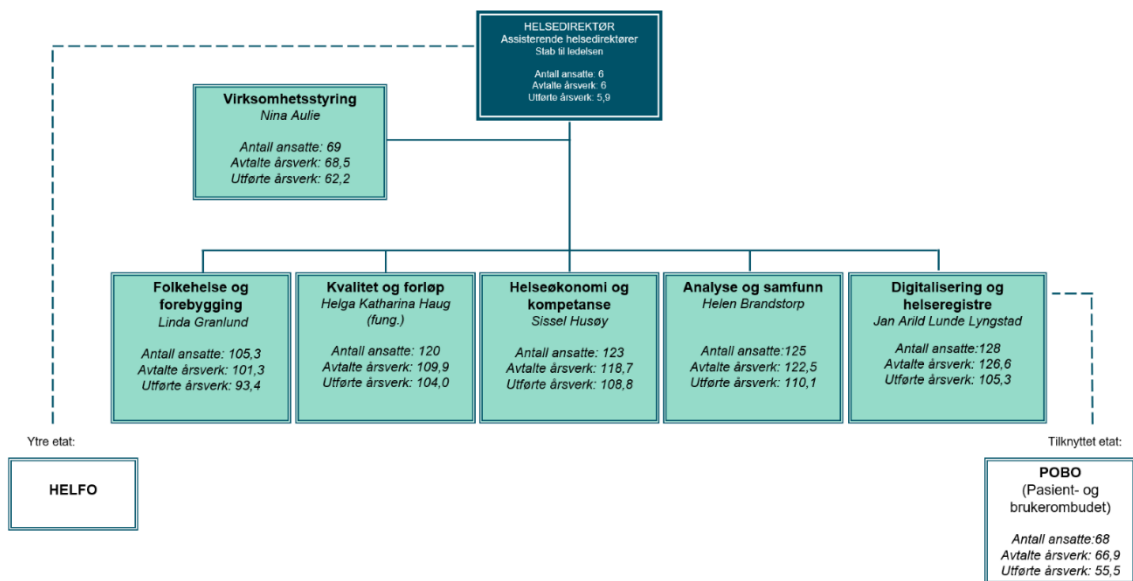 HELSEDIREKTØR
Assisterende helsedirektører
Stab til ledelsen
Antall ansatte: 6
Avtalte årsverk: 6
Utførte årsverk: 5,9
Virksomhetsstyring
Nina Aulie
Antall ansatte: 69
Avtalte årsverk: 68,5
Utførte årsverk: 62,2
Folkehelse og
forebygging
Linda Granlund
Antall ansatte: 105,3
Avtalte årsverk: 101,3
Utførte årsverk: 93,4
Kvalitet og forløp
Helga Katharina Haug
(fung.)
Antall ansatte: 120
Avtalte årsverk: 109,9
Utførte årsverk: 104,0
Helseøkonomi og
kompetanse
Sissel Husøy
Antall ansatte: 123
Avtalte årsverk: 118,7
Utførte årsverk: 108,8
Analyse og samfunn
Helen Brandstorp
Antall ansatte:125
Avtalte årsverk: 122,5
Utførte årsverk: 110,1
Digitalisering og
helseregistre
Jan Arild Lunde Lyngstad
Antall ansatte:128
Avtalte årsverk: 126,6
Utførte årsverk: 105,3
Ytre etat:
HELFO
Tilknyttet etat:
POBO
(Pasient- og
brukerombudet)
Antall ansatte:68
Avtalte årsverk: 66,9
Utførte årsverk: 55,5